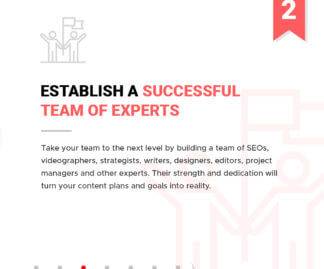 2
ESTABLISH A SUCCESSFUL
TEAM OF EXPERTS
Take your team to the next level by building a team of SEOs,
videographers, strategists, writers, designers, editors, project
managers and other experts. Their strength and dedication will
turn your content plans and goals into reality.